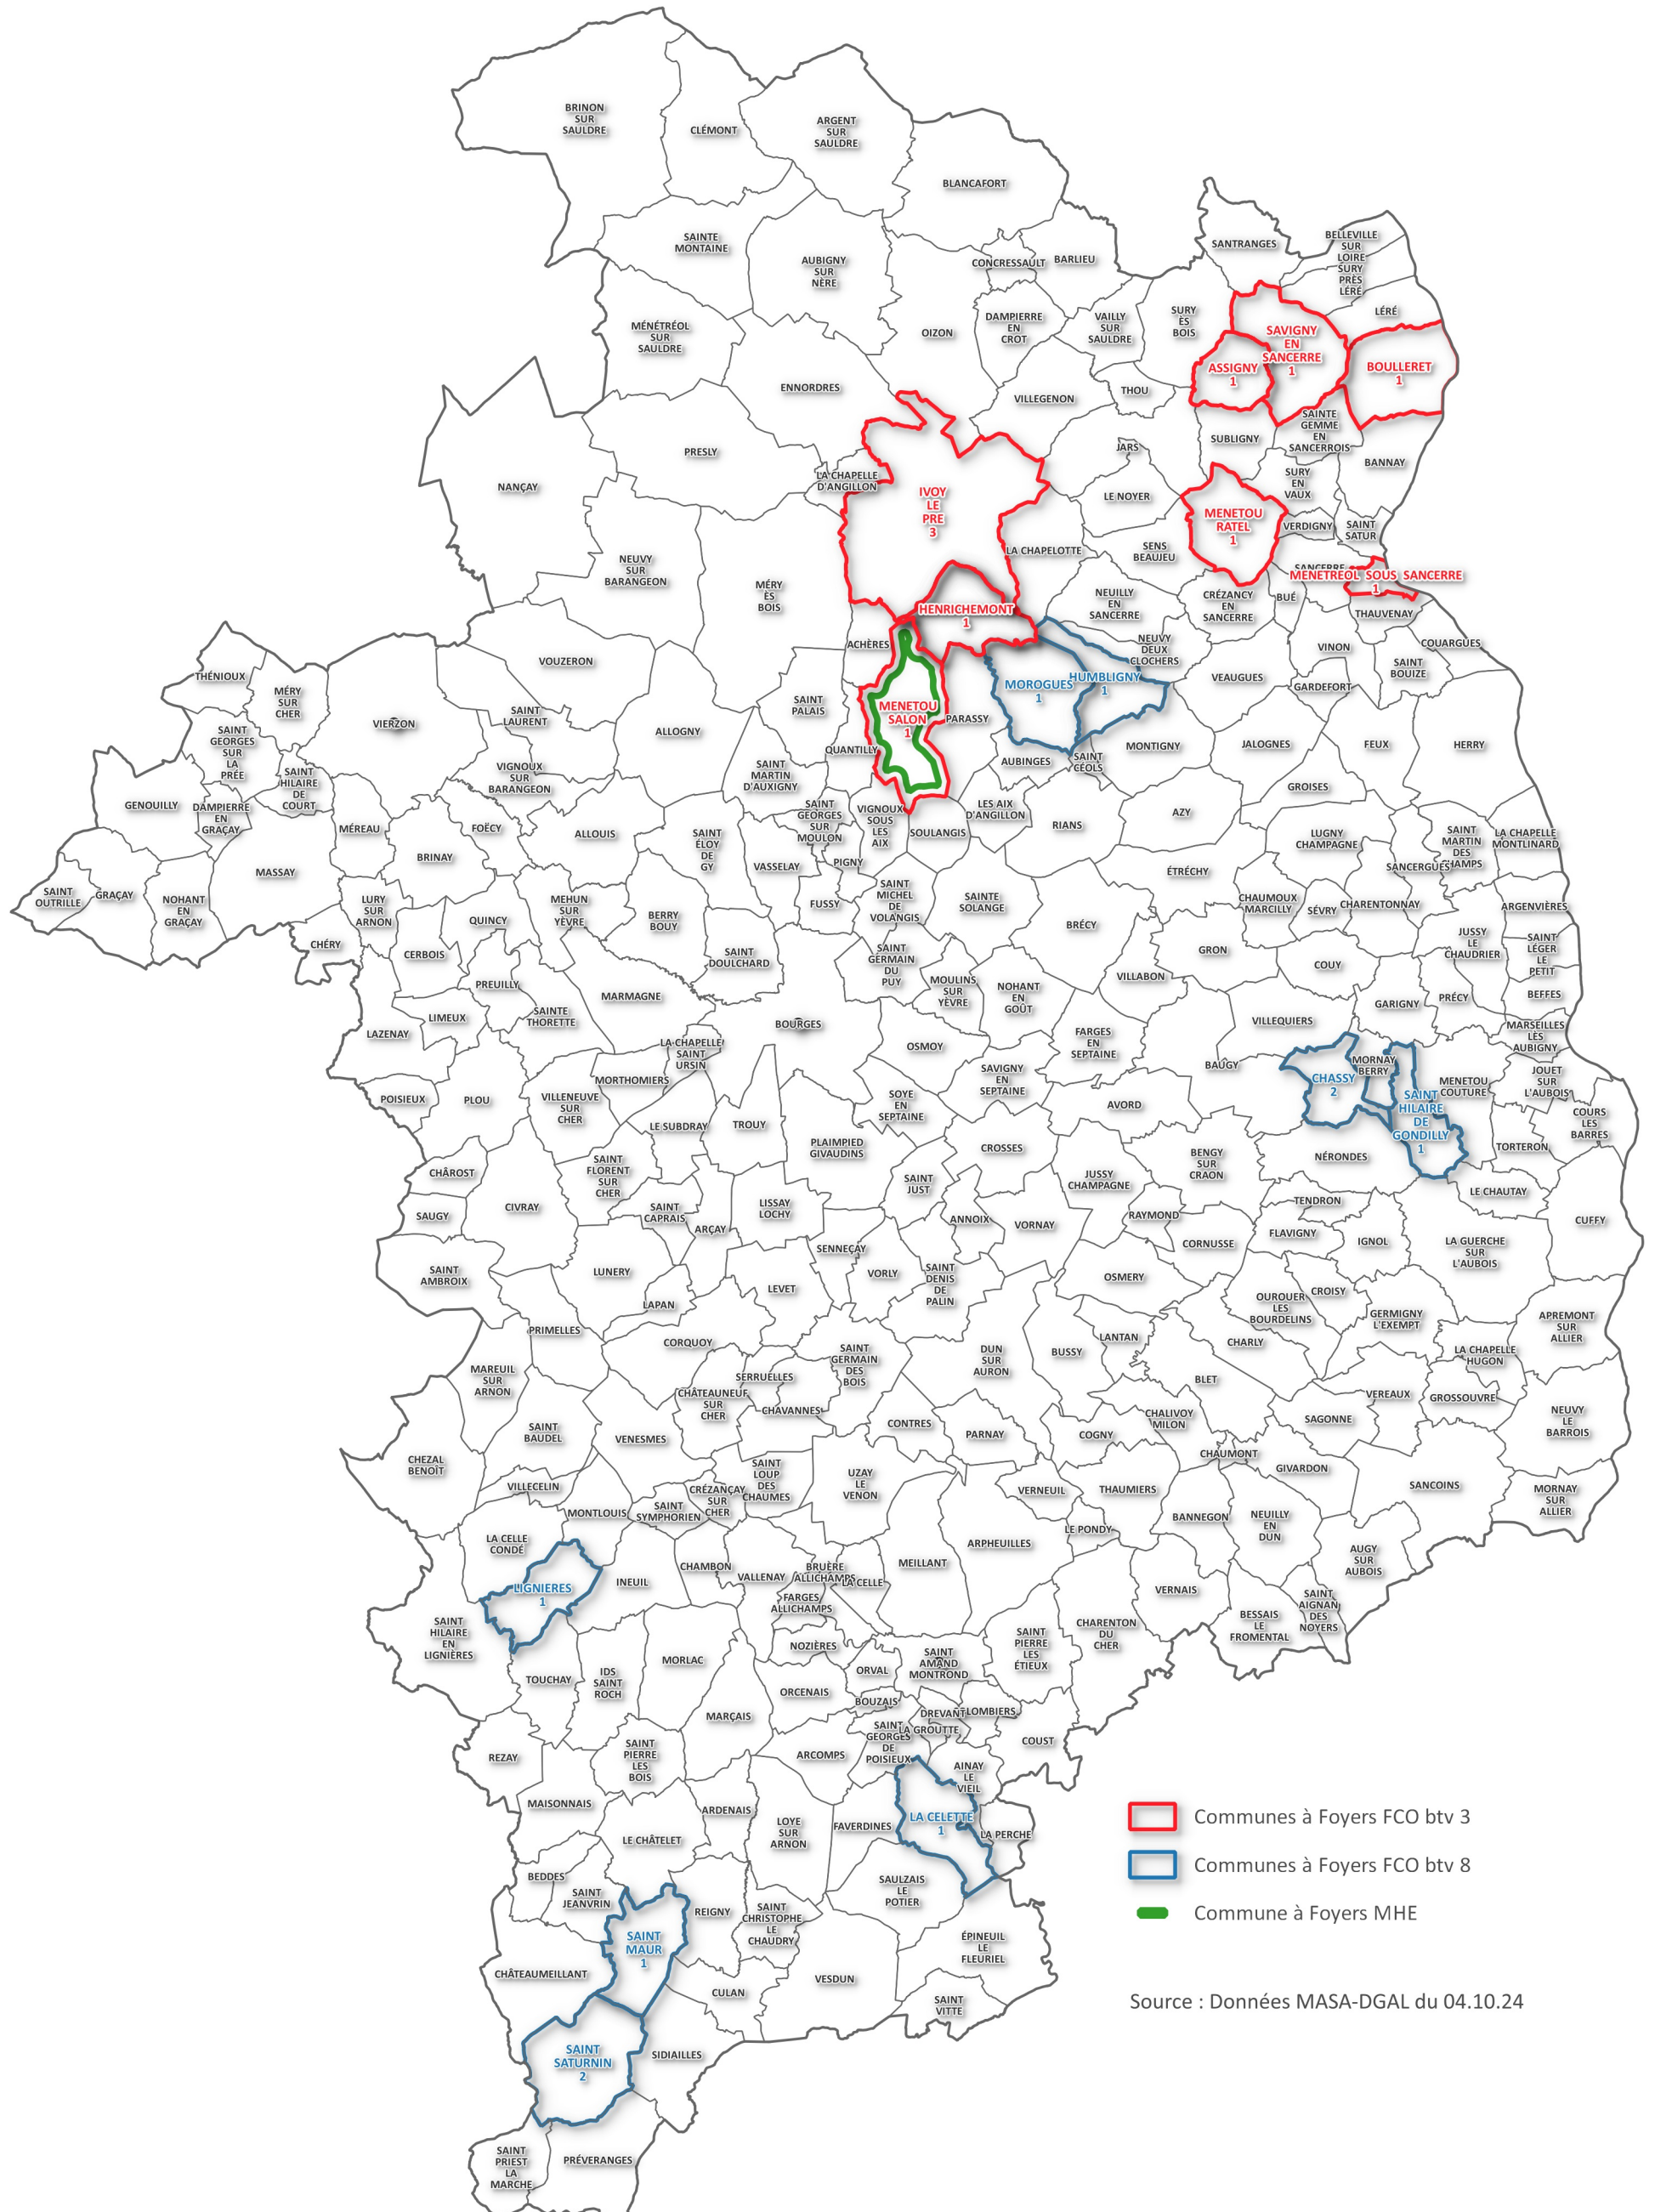 BRINON
SUR
SAULDRE
CLÉMONT
ARGENT
SUR
SAULDRE
BLANCAFORT
SAINTE
MONTAINE
AUBIGNY
SUR
NÈRE
CONCRESSAULT
BARLIEU
SANTRANGES
BELLEVILLE
SUR
LOIRE
SURY
PRÈS
LÉRÉ
LÉRÉ
MÉNÉTRÉOL
SUR
SAULDRE
OIZON
DAMPIERRE
EN
CROT
VAILLY
SUR
SAULDRE
SURY
ÈS
BOIS
SAVIGNY
EN
SANCERRE
1
ASSIGNY
1
BOULLERET
1
ENNORDRES
VILLEGENON
THOU
SAINTE
GEMME
EN
SANCERROIS
SUBLIGNY
JARS
BANNAY
PRESLY
LA CHAPELLE
D'ANGILLON
NANÇAY
IVOY
LE
PRE
3
LE NOYER
SURY
EN
VAUX
MENETOU
RATEL
1
VERDIGNY
SAINT
SATUR
LA CHAPELOTTE
SENS
BEAUJEU
SANCERRE
MENETREOL SOUS SANCERRE
1
NEUVY
SUR
BARANGEON
MÉRY
ÈS
BOIS
HENRICHEMONT
1
NEUILLY
EN
SANCERRE
CRÉZANCY
EN
SANCERRE
BUÉ
THAUVENAY
ACHÈRES
NEUVY
DEUX
CLOCHERS
VINON
COUARGUES
SAINT
BOUIZE
VOUZERON
THÉNIOUX
MÉRY
SUR
CHER
MOROGUES
1
HUMBLIGNY
1
VEAUGUES
GARDEFORT
SAINT
PALAIS
MENETOU
SALON
1
PARASSY
VIERZON
SAINT
LAURENT
ALLOGNY
QUANTILLY
SAINT
GEORGES
SUR
LA
PRÉE
MONTIGNY
JALOGNES
FEUX
HERRY
SAINT
HILAIRE
DE
COURT
VIGNOUX
SUR
BARANGEON
SAINT
MARTIN
D'AUXIGNY
AUBINGES
SAINT
CÉOLS
GROISES
GENOUILLY
DAMPIERRE
EN
GRAÇAY
MÉREAU
FOËCY
ALLOUIS
SAINT
ÉLOY
DE
GY
SAINT
GEORGES
SUR
MOULON
VIGNOUX
SOUS
LES
AIX
SOULANGIS
LES AIX
D'ANGILLON
RIANS
AZY
LUGNY
CHAMPAGNE
SAINT
MARTIN
DES
CHAMPS
LA CHAPELLE
MONTLINARD
BRINAY
VASSELAY
PIGNY
SANCERGUES
MASSAY
ÉTRÉCHY
SAINT
OUTRILLE
GRAÇAY
NOHANT
EN
GRAÇAY
LURY
SUR
ARNON
QUINCY
MEHUN
SUR
YÈVRE
BERRY
BOUY
FUSSY
SAINT
MICHEL
DE
VOLANGIS
SAINTE
SOLANGE
BRÉCY
CHAUMOUX
MARCILLY
SÉVRY
CHARENTONNAY
ARGENVIÈRES
CHÉRY
CERBOIS
SAINT
DOULCHARD
SAINT
GERMAIN
DU
PUY
GRON
COUY
JUSSY
LE
CHAUDRIER
SAINT
LÉGER
LE
PETIT
PREUILLY
MARMAGNE
MOULINS
SUR
YÈVRE
NOHANT
EN
GOÛT
VILLABON
GARIGNY
PRÉCY
BEFFES
LAZENAY
LIMEUX
SAINTE
THORETTE
BOURGES
OSMOY
FARGES
EN
SEPTAINE
VILLEQUIERS
MARSEILLES
LÈS
AUBIGNY
LA CHAPELLE
SAINT
URSIN
SAVIGNY
EN
SEPTAINE
BAUGY
CHASSY
2
MORNAY
BERRY
MENETOU
COUTURE
JOUET
SUR
L'AUBOIS
POISIEUX
PLOU
VILLENEUVE
SUR
CHER
MORTHOMIERS
LE SUBDRAY
TROUY
SOYE
EN
SEPTAINE
AVORD
SAINT
HILAIRE
DE
GONDILLY
1
COURS
LES
BARRES
TORTERON
PLAIMPIED
GIVAUDINS
CROSSES
NÉRONDES
CHÂROST
SAINT
FLORENT
SUR
CHER
SAINT
JUST
JUSSY
CHAMPAGNE
BENGY
SUR
CRAON
LE CHAUTAY
SAUGY
CIVRAY
SAINT
CAPRAIS
ARÇAY
LISSAY
LOCHY
ANNOIX
VORNAY
RAYMOND
TENDRON
CUFFY
CORNUSSE
FLAVIGNY
IGNOL
LA GUERCHE
SUR
L'AUBOIS
SAINT
AMBROIX
LUNERY
SENNEÇAY
VORLY
SAINT
DENIS
DE
PALIN
OSMERY
LAPAN
LEVET
OUROUER
LES
BOURDELINS
CROISY
GERMIGNY
L'EXEMPT
APREMONT
SUR
ALLIER
PRIMELLES
CORQUOY
SAINT
GERMAIN
DES
BOIS
DUN
SUR
AURON
BUSSY
LANTAN
CHARLY
LA CHAPELLE
HUGON
MAREUIL
SUR
ARNON
SERRUELLES
CHÂTEAUNEUF
SUR
CHER
CHAVANNES
BLET
VEREAUX
GROSSOUVRE
NEUVY
LE
BARROIS
SAINT
BAUDEL
VENESMES
CONTRES
PARNAY
COGNY
CHALIVOY
MILON
SAGONNE
CHEZAL
BENOÎT
CHAUMONT
GIVARDON
SANCOINS
VILLECELIN
SAINT
LOUP
DES
CHAUMES
UZAY
LE
VENON
VERNEUIL
THAUMIERS
MORNAY
SUR
ALLIER
MONTLOUIS
SAINT
SYMPHORIEN
CRÉZANÇAY
SUR
CHER
LE PONDY
BANNEGON
NEUILLY
EN
DUN
LA CELLE
CONDÉ
ARPHEUILLES
AUGY
SUR
AUBOIS
CHAMBON
VALLENAY
BRUÈRE
ALLICHAMPS
LA CELLE
MEILLANT
LIGNIERES
1
INEUIL
FARGES
ALLICHAMPS
VERNAIS
SAINT
AIGNAN
DES
NOYERS
BESSAIS
LE
FROMENTAL
SAINT
HILAIRE
EN
LIGNIÈRES
NOZIÈRES
SAINT
PIERRE
LES
ÉTIEUX
CHARENTON
DU
CHER
TOUCHAY
IDS
SAINT
ROCH
MORLAC
ORVAL
SAINT
AMAND
MONTROND
ORCENAIS
BOUZAIS
DREVANT
COLOMBIERS
MARÇAIS
SAINT
GEORGES
DE
POISIEUX
LA GROUTTE
COUST
REZAY
SAINT
PIERRE
LES
BOIS
ARCOMPS
AINAY
LE
VIEIL
MAISONNAIS
ARDENAIS
LOYE
SUR
ARNON
FAVERDINES
LA CELETTE
1
LA PERCHE
LE CHÂTELET
BEDDES
SAINT
JEANVRIN
SAULZAIS
LE
POTIER
REIGNY
SAINT
CHRISTOPHE
LE
CHAUDRY
SAINT
MAUR
1
ÉPINEUIL
LE
FLEURIEL
CHÂTEAUMEILLANT
CULAN
VESDUN
SAINT
VITTE
SAINT
SATURNIN
2
SIDIAILLES
SAINT
PRIEST
LA
MARCHE
PRÉVERANGES
Communes à Foyers FCO btv 3
Communes à Foyers FCO btv 8
Commune à Foyers MHE
Source : Données MASA-DGAL du 04.10.24